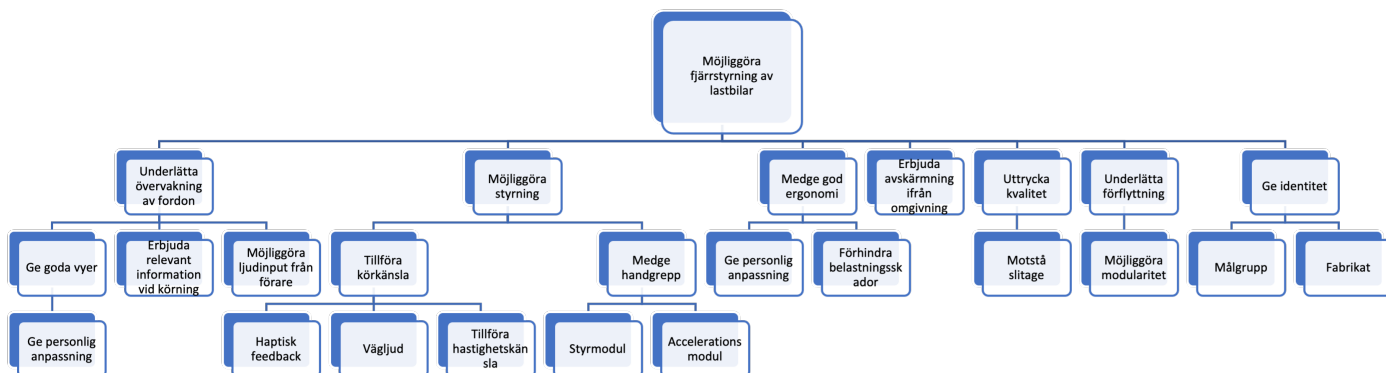 Möjliggöra
fjärrstyrning av
lastbilar
Underlätta
övervakning
av fordon
Möjliggöra
styrning
Medge god
ergonomi
Erbjuda
avskärmning
ifrån
omgivning
Uttrycka
kvalitet
Underlätta
förflyttning
Ge identitet
Ge goda vyer
Erbjuda
relevant
information
vid körning
Möjliggöra
ljudinput från
förare
Tillföra
körkänsla
Medge
handgrepp
Ge personlig
anpassning
Förhindra
belastningssk
ador
Motstå
slitage
Möjliggöra
modularitet
Målgrupp
Fabrikat
Ge personlig
anpassning
Haptisk
feedback
Vägljud
Tillföra
hastighetskän
sla
Styrmodul
Accelerations
modul